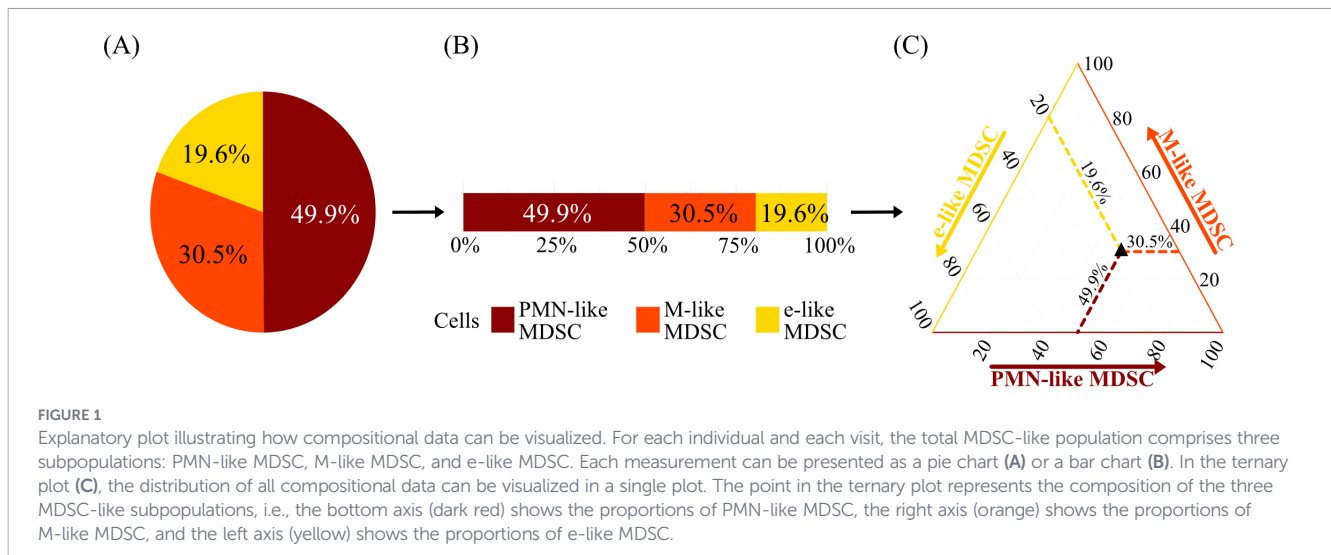 (A)
(B)
(C)
19.6%
49.9%
30.5%
49.9%
30.5%
19.6%
0%
25%
50%
75%
100%
Cells
PMN-like
MDSC
M-like
MDSC
e-like
MDSC
100
20
80
40
60
60
40
80
20
100
20
40
60
80
100
e-like MDSC
M-like MDSC
PMN-like MDSC
19.6%
30.5%
49.9%
FIGURE 1
Explanatory plot illustrating how compositional data can be visualized. For each individual and each visit, the total MDSC-like population comprises three
subpopulations: PMN-like MDSC, M-like MDSC, and e-like MDSC. Each measurement can be presented as a pie chart (A) or a bar chart (B). In the ternary
plot (C), the distribution of all compositional data can be visualized in a single plot. The point in the ternary plot represents the composition of the three
MDSC-like subpopulations, i.e., the bottom axis (dark red) shows the proportions of PMN-like MDSC, the right axis (orange) shows the proportions of
M-like MDSC, and the left axis (yellow) shows the proportions of e-like MDSC.